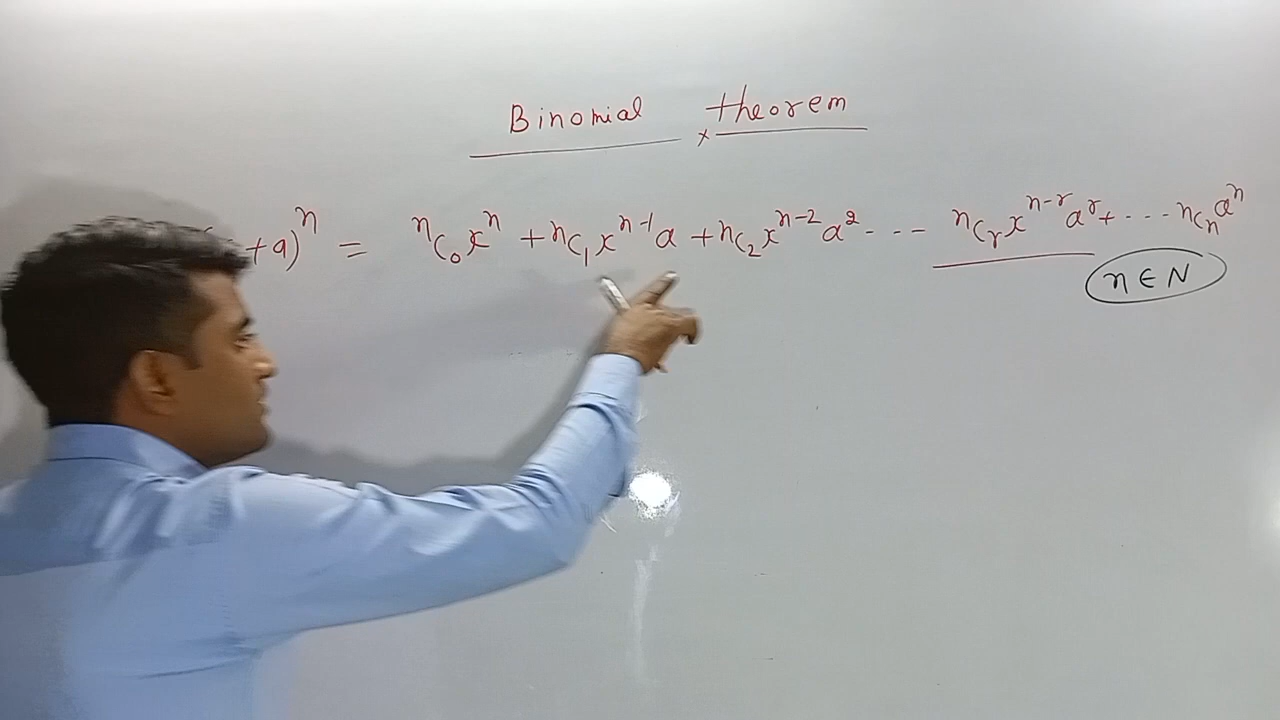 Binomial theorem
+a)ⁿ = ⁿC₀xⁿ + nC₁xⁿ⁻¹a + nC₂xⁿ⁻²a² - - - ⁿCᵣxⁿ⁻ʳaʳ + - - - nCₙaⁿ
n ∈ N